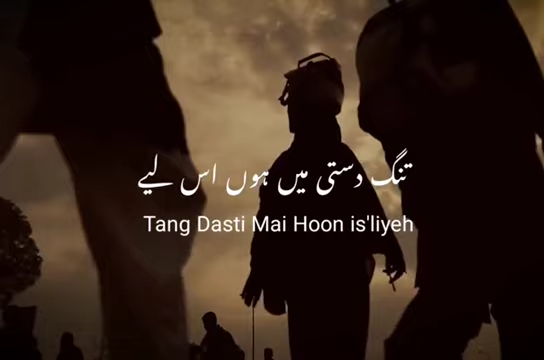 تنگ دستی میں ہوں اس لیے
Tang Dasti Mai Hoon is'liyeh